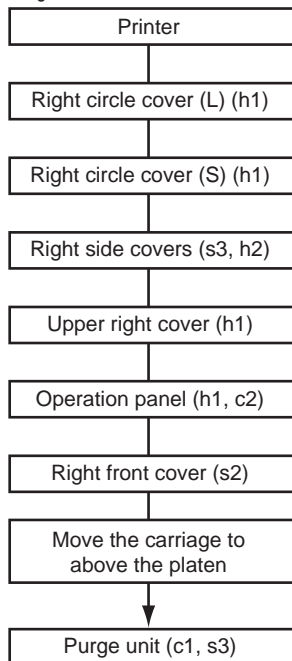 Printer
Right circle cover (L) (h1)
Right circle cover (S) (h1)
Right side covers (s3, h2)
Upper right cover (h1)
Operation panel (h1, c2)
Right front cover (s2)
Move the carriage to
above the platen
Purge unit (c1, s3)